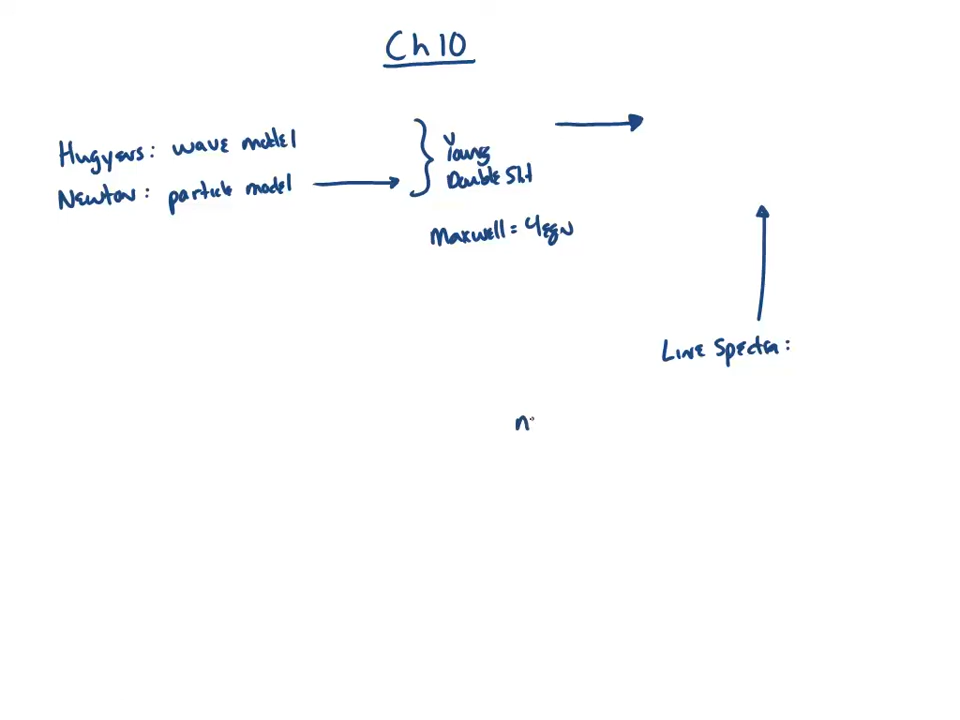 Ch 10
Hugyens: wave model
Newton: particle model
Young
Double Slit
Maxwell = 4 eqn
Line Spectra:
n